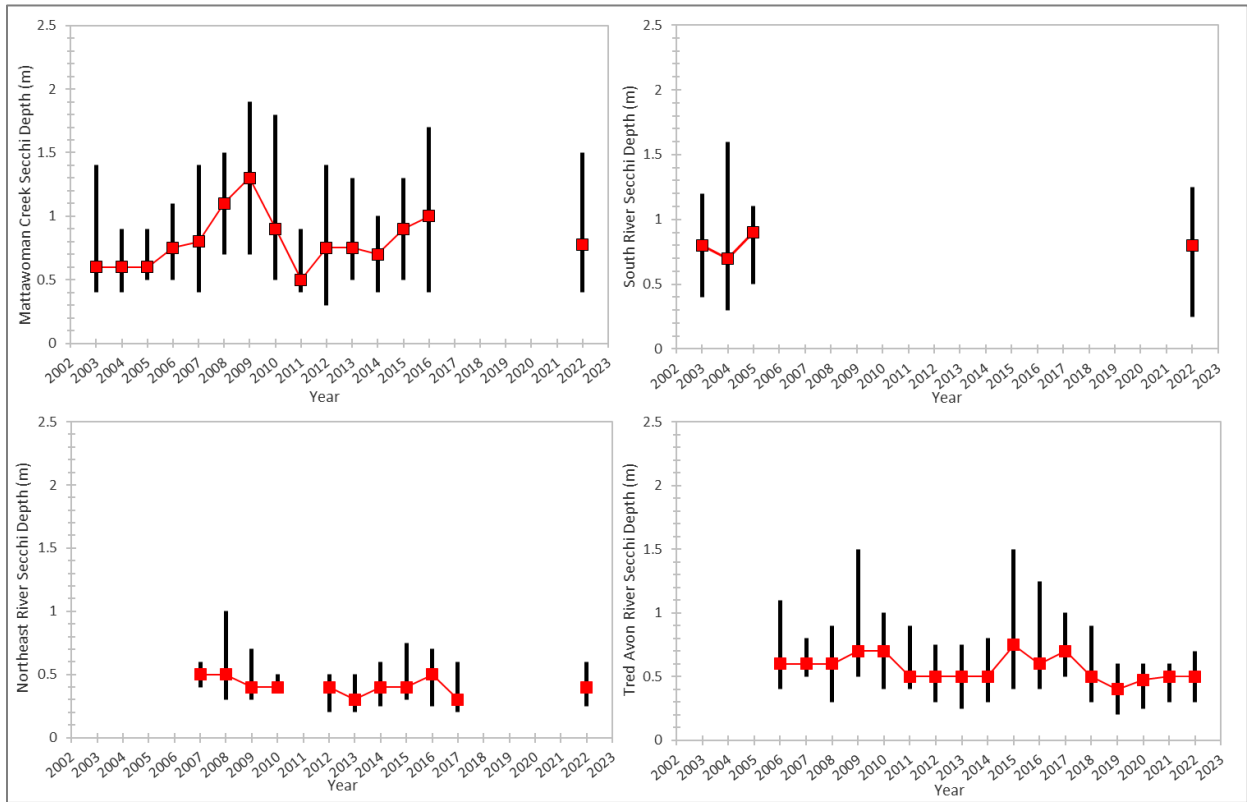 Mattawoman Creek Secchi Depth (m)
2.5
2
1.5
1
0.5
0
2002 2003 2004 2005 2006 2007 2008 2009 2010 2011 2012 2013 2014 2015 2016 2017 2018 2019 2020 2021 2022 2023
Year
South River Secchi Depth (m)
2.5
2
1.5
1
0.5
0
2002 2003 2004 2005 2006 2007 2008 2009 2010 2011 2012 2013 2014 2015 2016 2017 2018 2019 2020 2021 2022 2023
Year
Northeast River Secchi Depth (m)
2.5
2
1.5
1
0.5
0
2002 2003 2004 2005 2006 2007 2008 2009 2010 2011 2012 2013 2014 2015 2016 2017 2018 2019 2020 2021 2022 2023
Year
Tred Avon River Secchi Depth (m)
2.5
2
1.5
1
0.5
0
2002 2003 2004 2005 2006 2007 2008 2009 2010 2011 2012 2013 2014 2015 2016 2017 2018 2019 2020 2021 2022 2023
Year